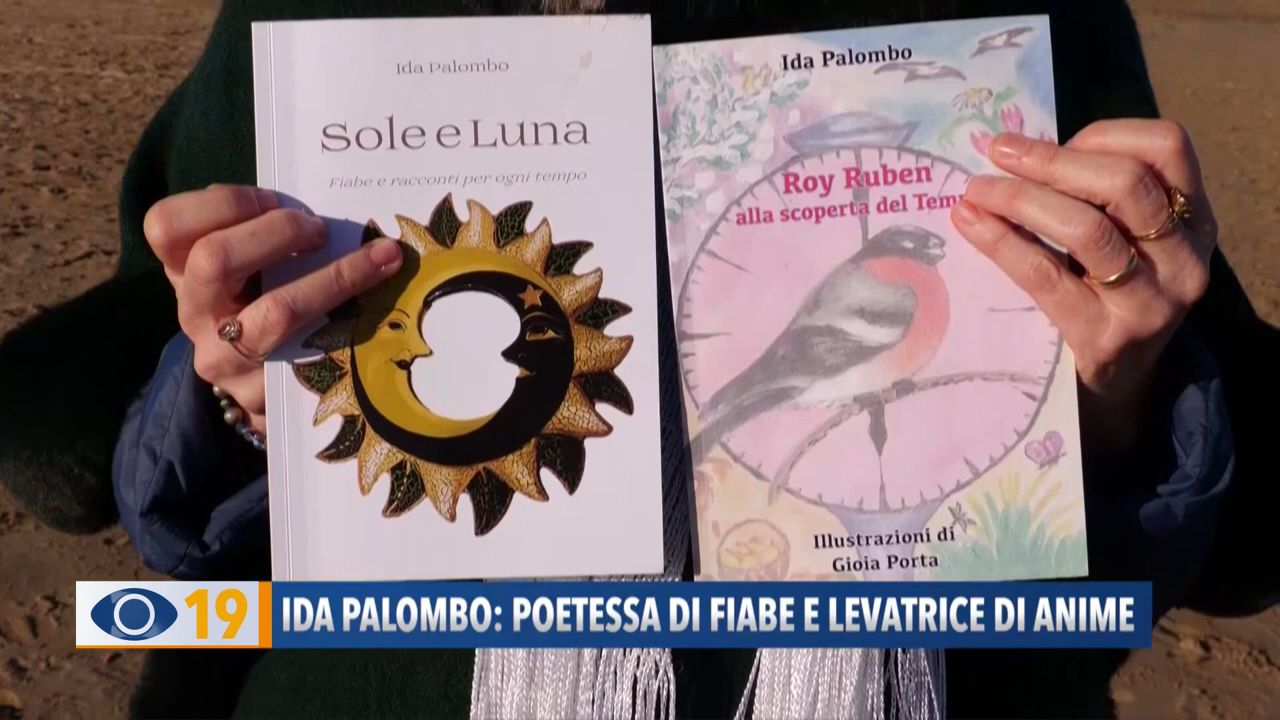 Ida Palombo
Sole e Luna
Fiabe e racconti per ogni tempo
Ida Palombo
Roy Ruben
alla scoperta del
Illustrazioni di
Gioia Porta
19
IDA PALOMBO: POETESSA DI FIABE E LEVATRICE DI ANIME